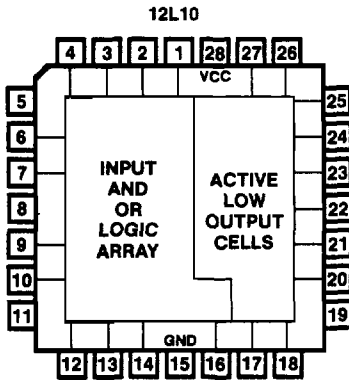 12L10
4 3 2 1 28 27 26
VCC
5
6
7
8
9
10
11
INPUT
AND
OR
LOGIC
ARRAY
ACTIVE
LOW
OUTPUT
CELLS
25
24
23
22
21
20
19
GND
12 13 14 15 16 17 18